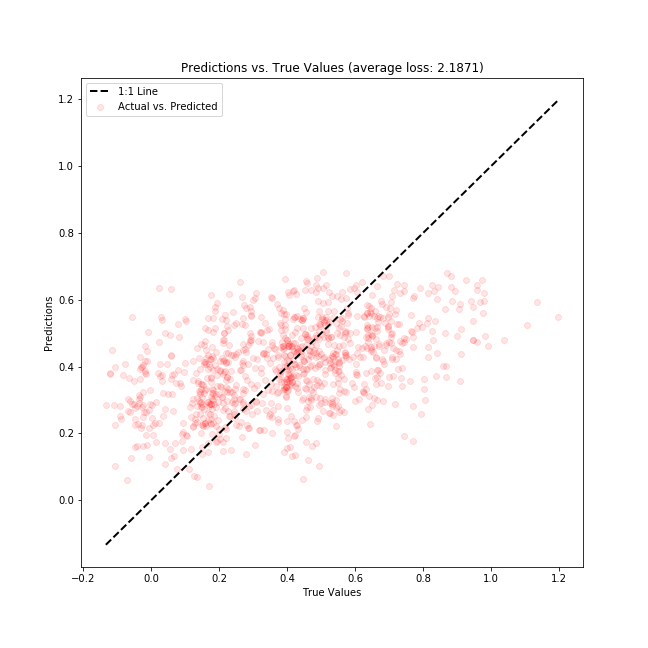 Predictions vs. True Values (average loss: 2.1871)
1:1 Line
Actual vs. Predicted
1.2
1.0
0.8
0.6
0.4
0.2
0.0
Predictions
−0.2 0.0 0.2 0.4 0.6 0.8 1.0 1.2
True Values